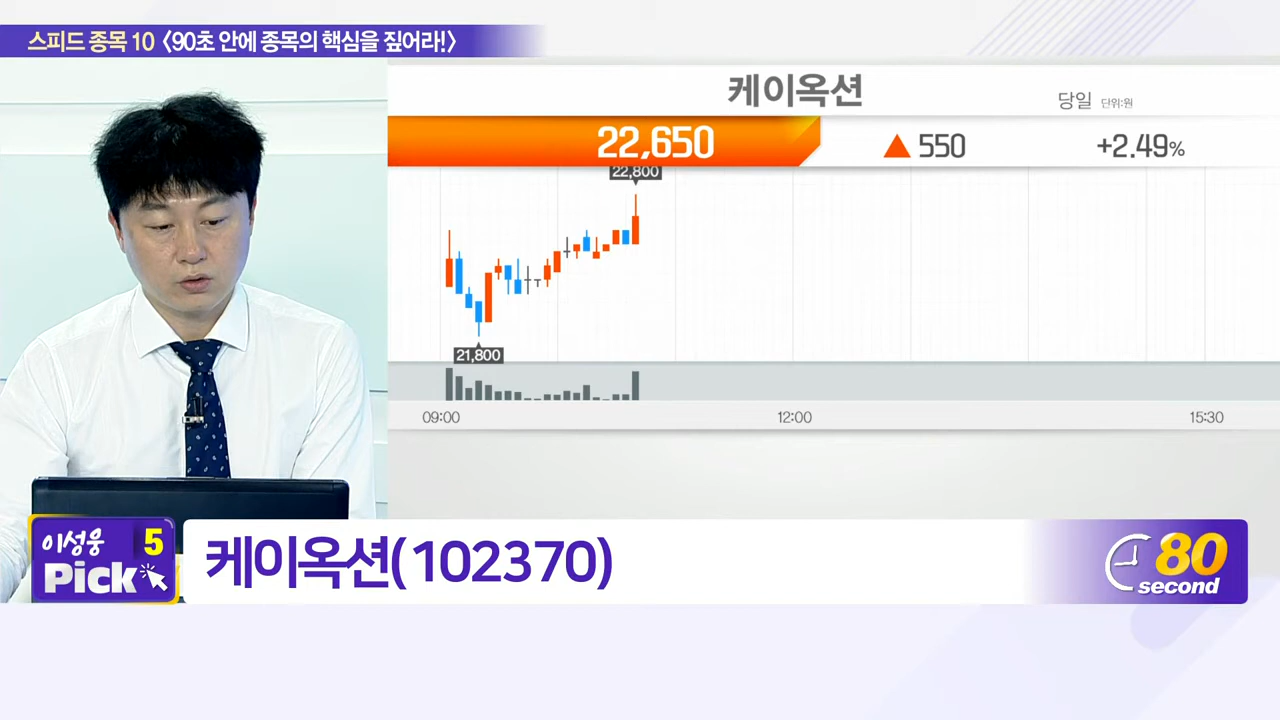 스피드 종목 10 〈90초 안에 종목의 핵심을 짚어라!〉
케이옥션
당일 단위:원
22,650 ▲ 550 +2.49%
22,800
21,800
09:00 12:00 15:30
이성웅 5
Pick
케이옥션(102370)
80
second